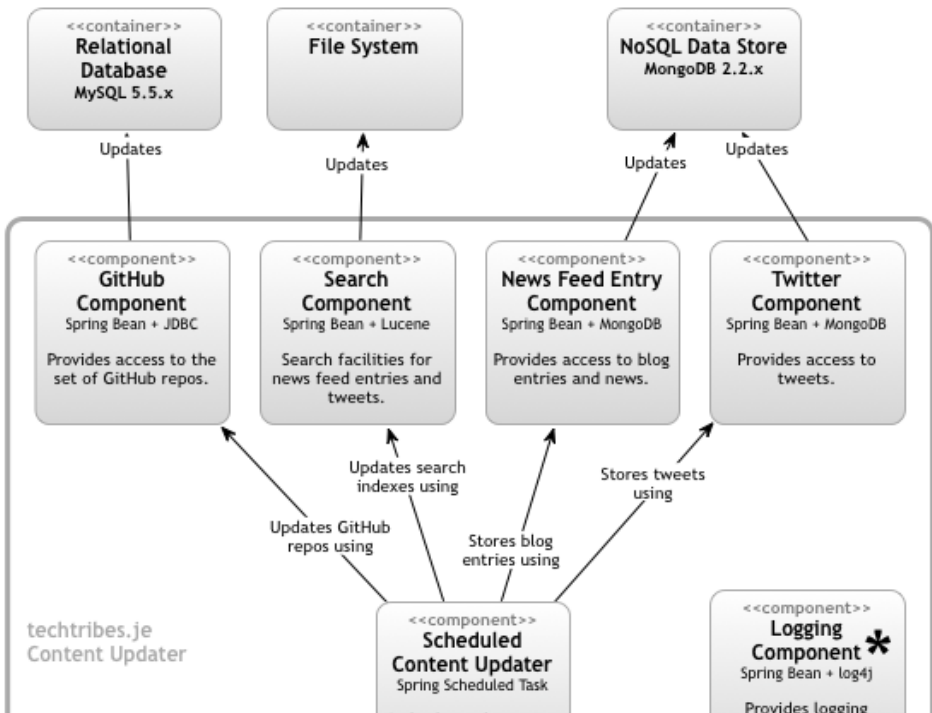 <<container>>
Relational
Database
MySQL 5.5.x
<<container>>
File System
<<container>>
NoSQL Data Store
MongoDB 2.2.x
Updates
Updates
Updates
Updates
<<component>>
GitHub
Component
Spring Bean + JDBC
Provides access to the
set of GitHub repos.
<<component>>
Search
Component
Spring Bean + Lucene
Search facilities for
news feed entries and
tweets.
<<component>>
News Feed Entry
Component
Spring Bean + MongoDB
Provides access to blog
entries and news.
<<component>>
Twitter
Component
Spring Bean + MongoDB
Provides access to
tweets.
Updates search
indexes using
Stores tweets
using
Updates GitHub
repos using
Stores blog
entries using
techtribes.je
Content Updater
<<component>>
Scheduled
Content Updater
Spring Scheduled Task
<<component>>
Logging
Component *
Spring Bean + log4j
Provides logging